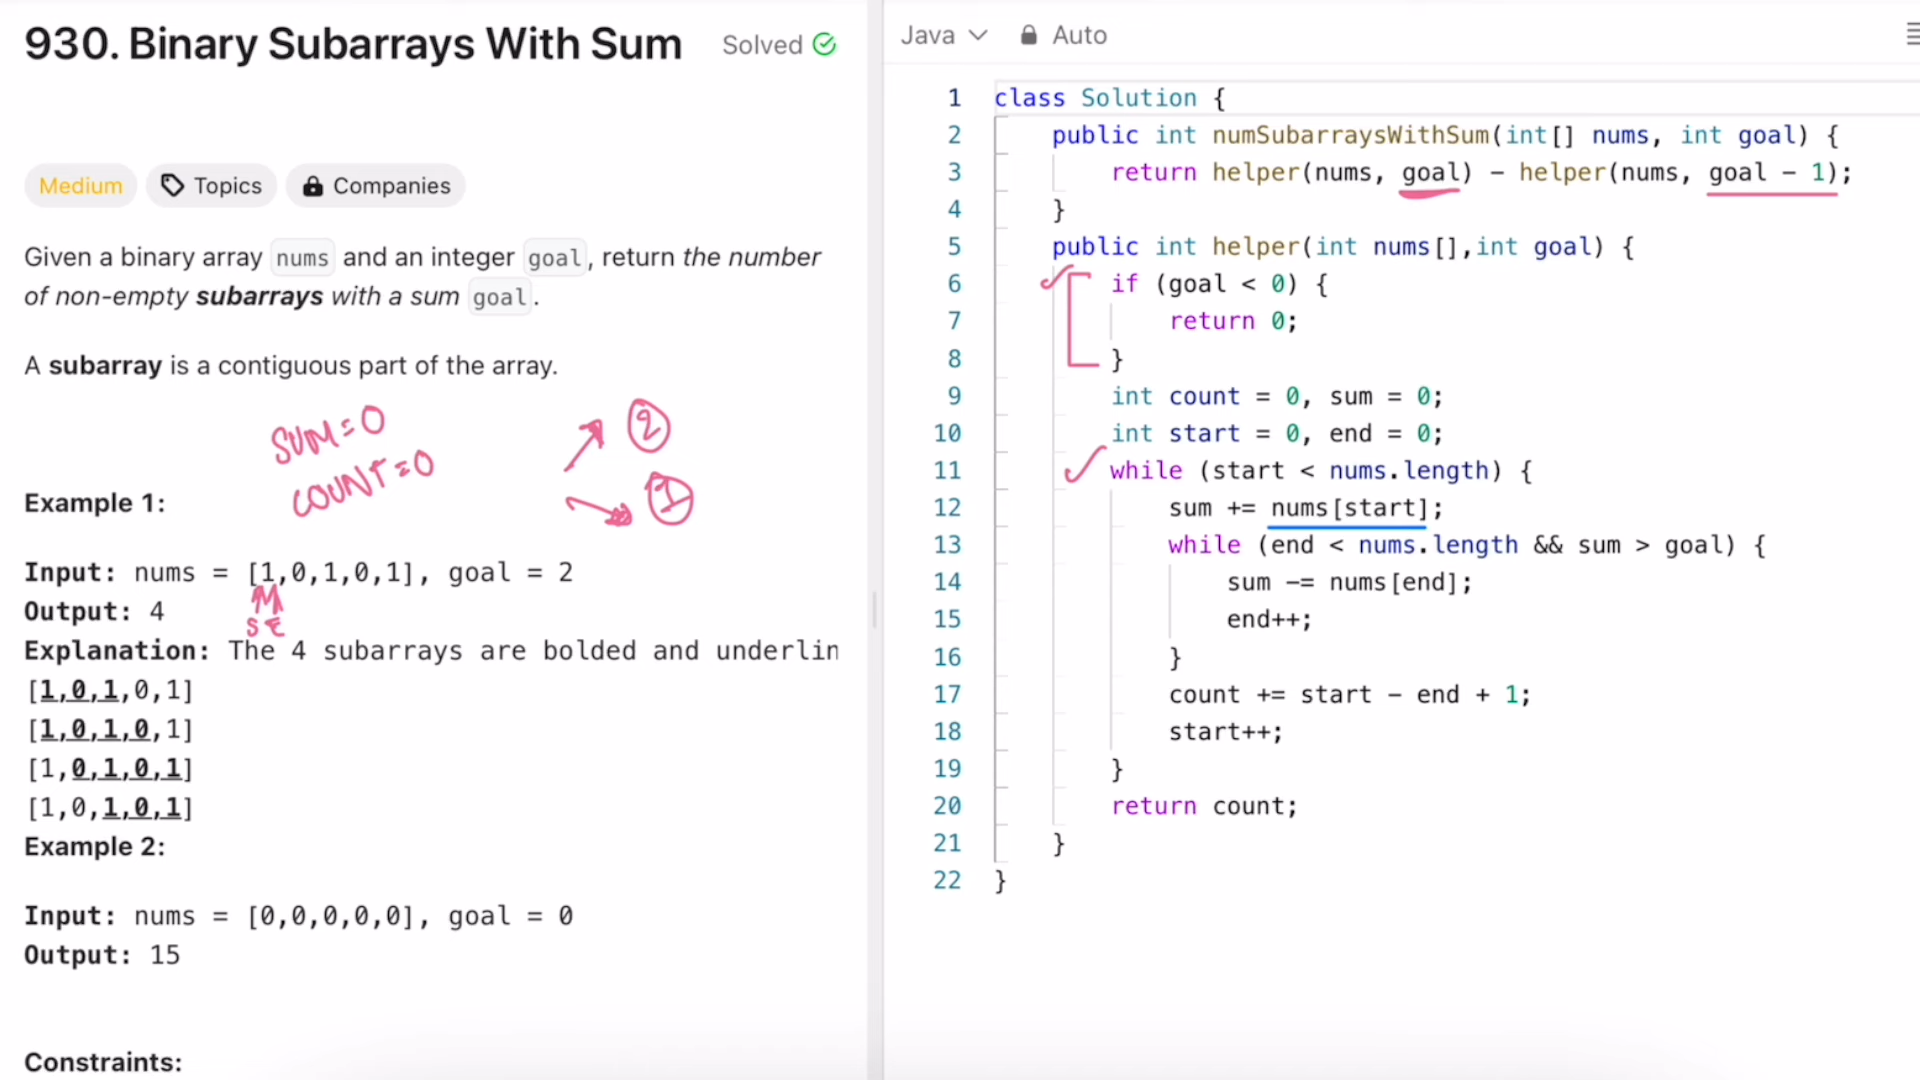 930. Binary Subarrays With Sum
Solved
Medium
Topics
Companies
Given a binary array nums and an integer goal, return the number
of non-empty subarrays with a sum goal.
A subarray is a contiguous part of the array.
SUM=0
COUNT=0
2
1
Example 1:
Input: nums = [1,0,1,0,1], goal = 2
Output: 4
S E
Explanation: The 4 subarrays are bolded and underlin
[1,0,1,0,1]
[1,0,1,0,1]
[1,0,1,0,1]
[1,0,1,0,1]
Example 2:
Input: nums = [0,0,0,0,0], goal = 0
Output: 15
Constraints:
Java
Auto
1 class Solution {
2 public int numSubarraysWithSum(int[] nums, int goal) {
3 return helper(nums, goal) - helper(nums, goal - 1);
4 }
5 public int helper(int nums[],int goal) {
6 if (goal < 0) {
7 return 0;
8 }
9 int count = 0, sum = 0;
10 int start = 0, end = 0;
11 while (start < nums.length) {
12 sum += nums[start];
13 while (end < nums.length && sum > goal) {
14 sum -= nums[end];
15 end++;
16 }
17 count += start - end + 1;
18 start++;
19 }
20 return count;
21 }
22 }